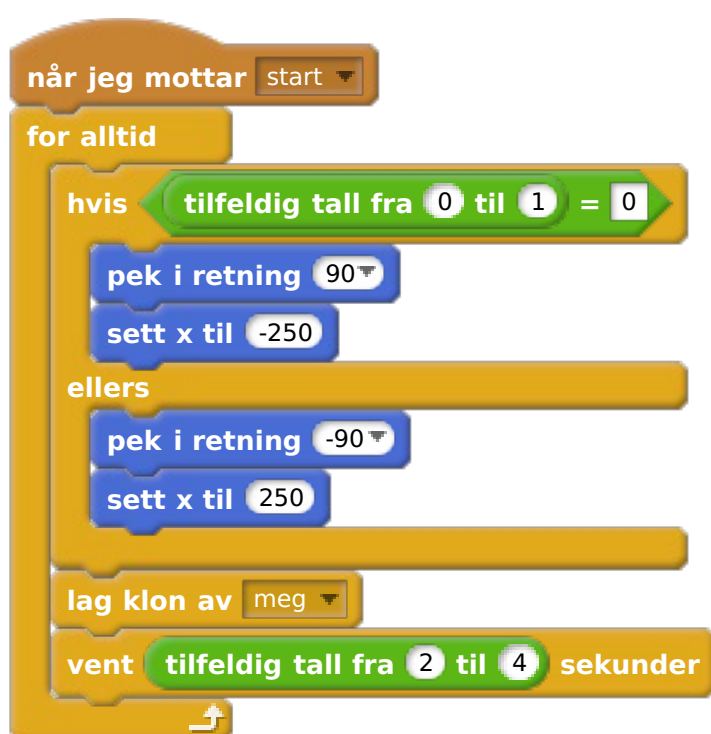 når jeg mottar start
for alltid
hvis tilfeldig tall fra 0 til 1 = 0
pek i retning 90
sett x til -250
ellers
pek i retning -90
sett x til 250
lag klon av meg
vent tilfeldig tall fra 2 til 4 sekunder